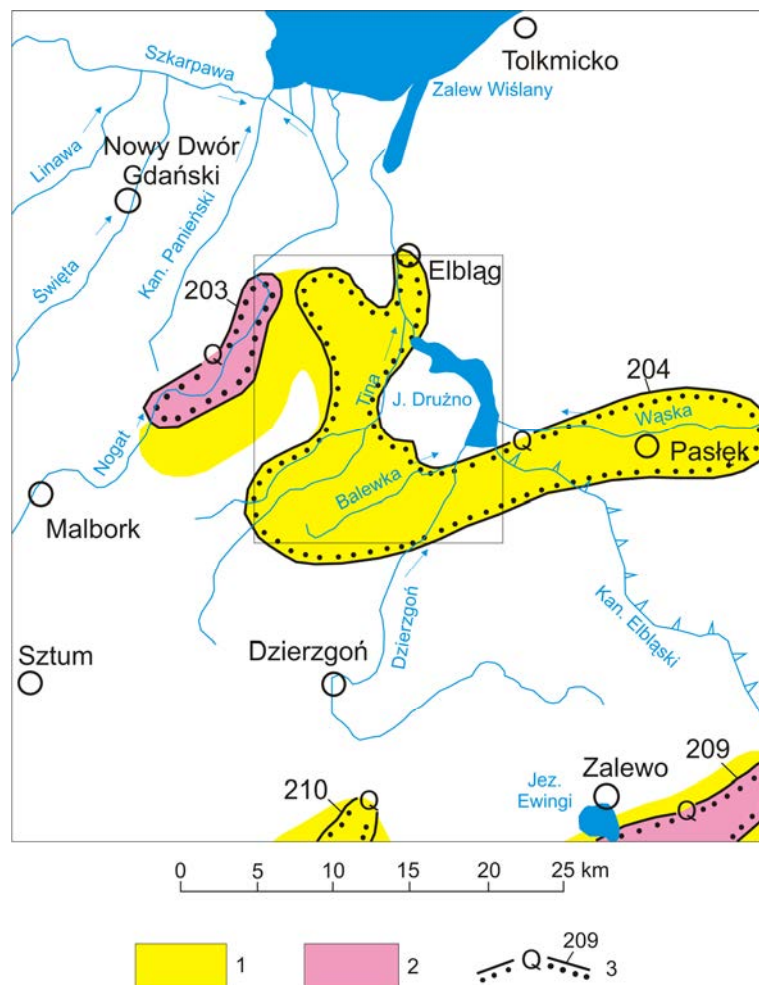 Szkarpawa
Tolkmicko
Zalew Wiślany
Linawa
Nowy Dwór
Gdański
Kan. Panieński
Święta
Elbląg
203
Q
Tina
J. Drużno
204
Q
Wąska
Pasłęk
Nogat
Balewka
Malbork
Kan. Elbląski
Dzierzgoń
Sztum
Dzierzgoń
209
Zalewo
210
Q
Jez.
Ewingi
Q
0 5 10 15 20 25 km
1
2
Q
209
3